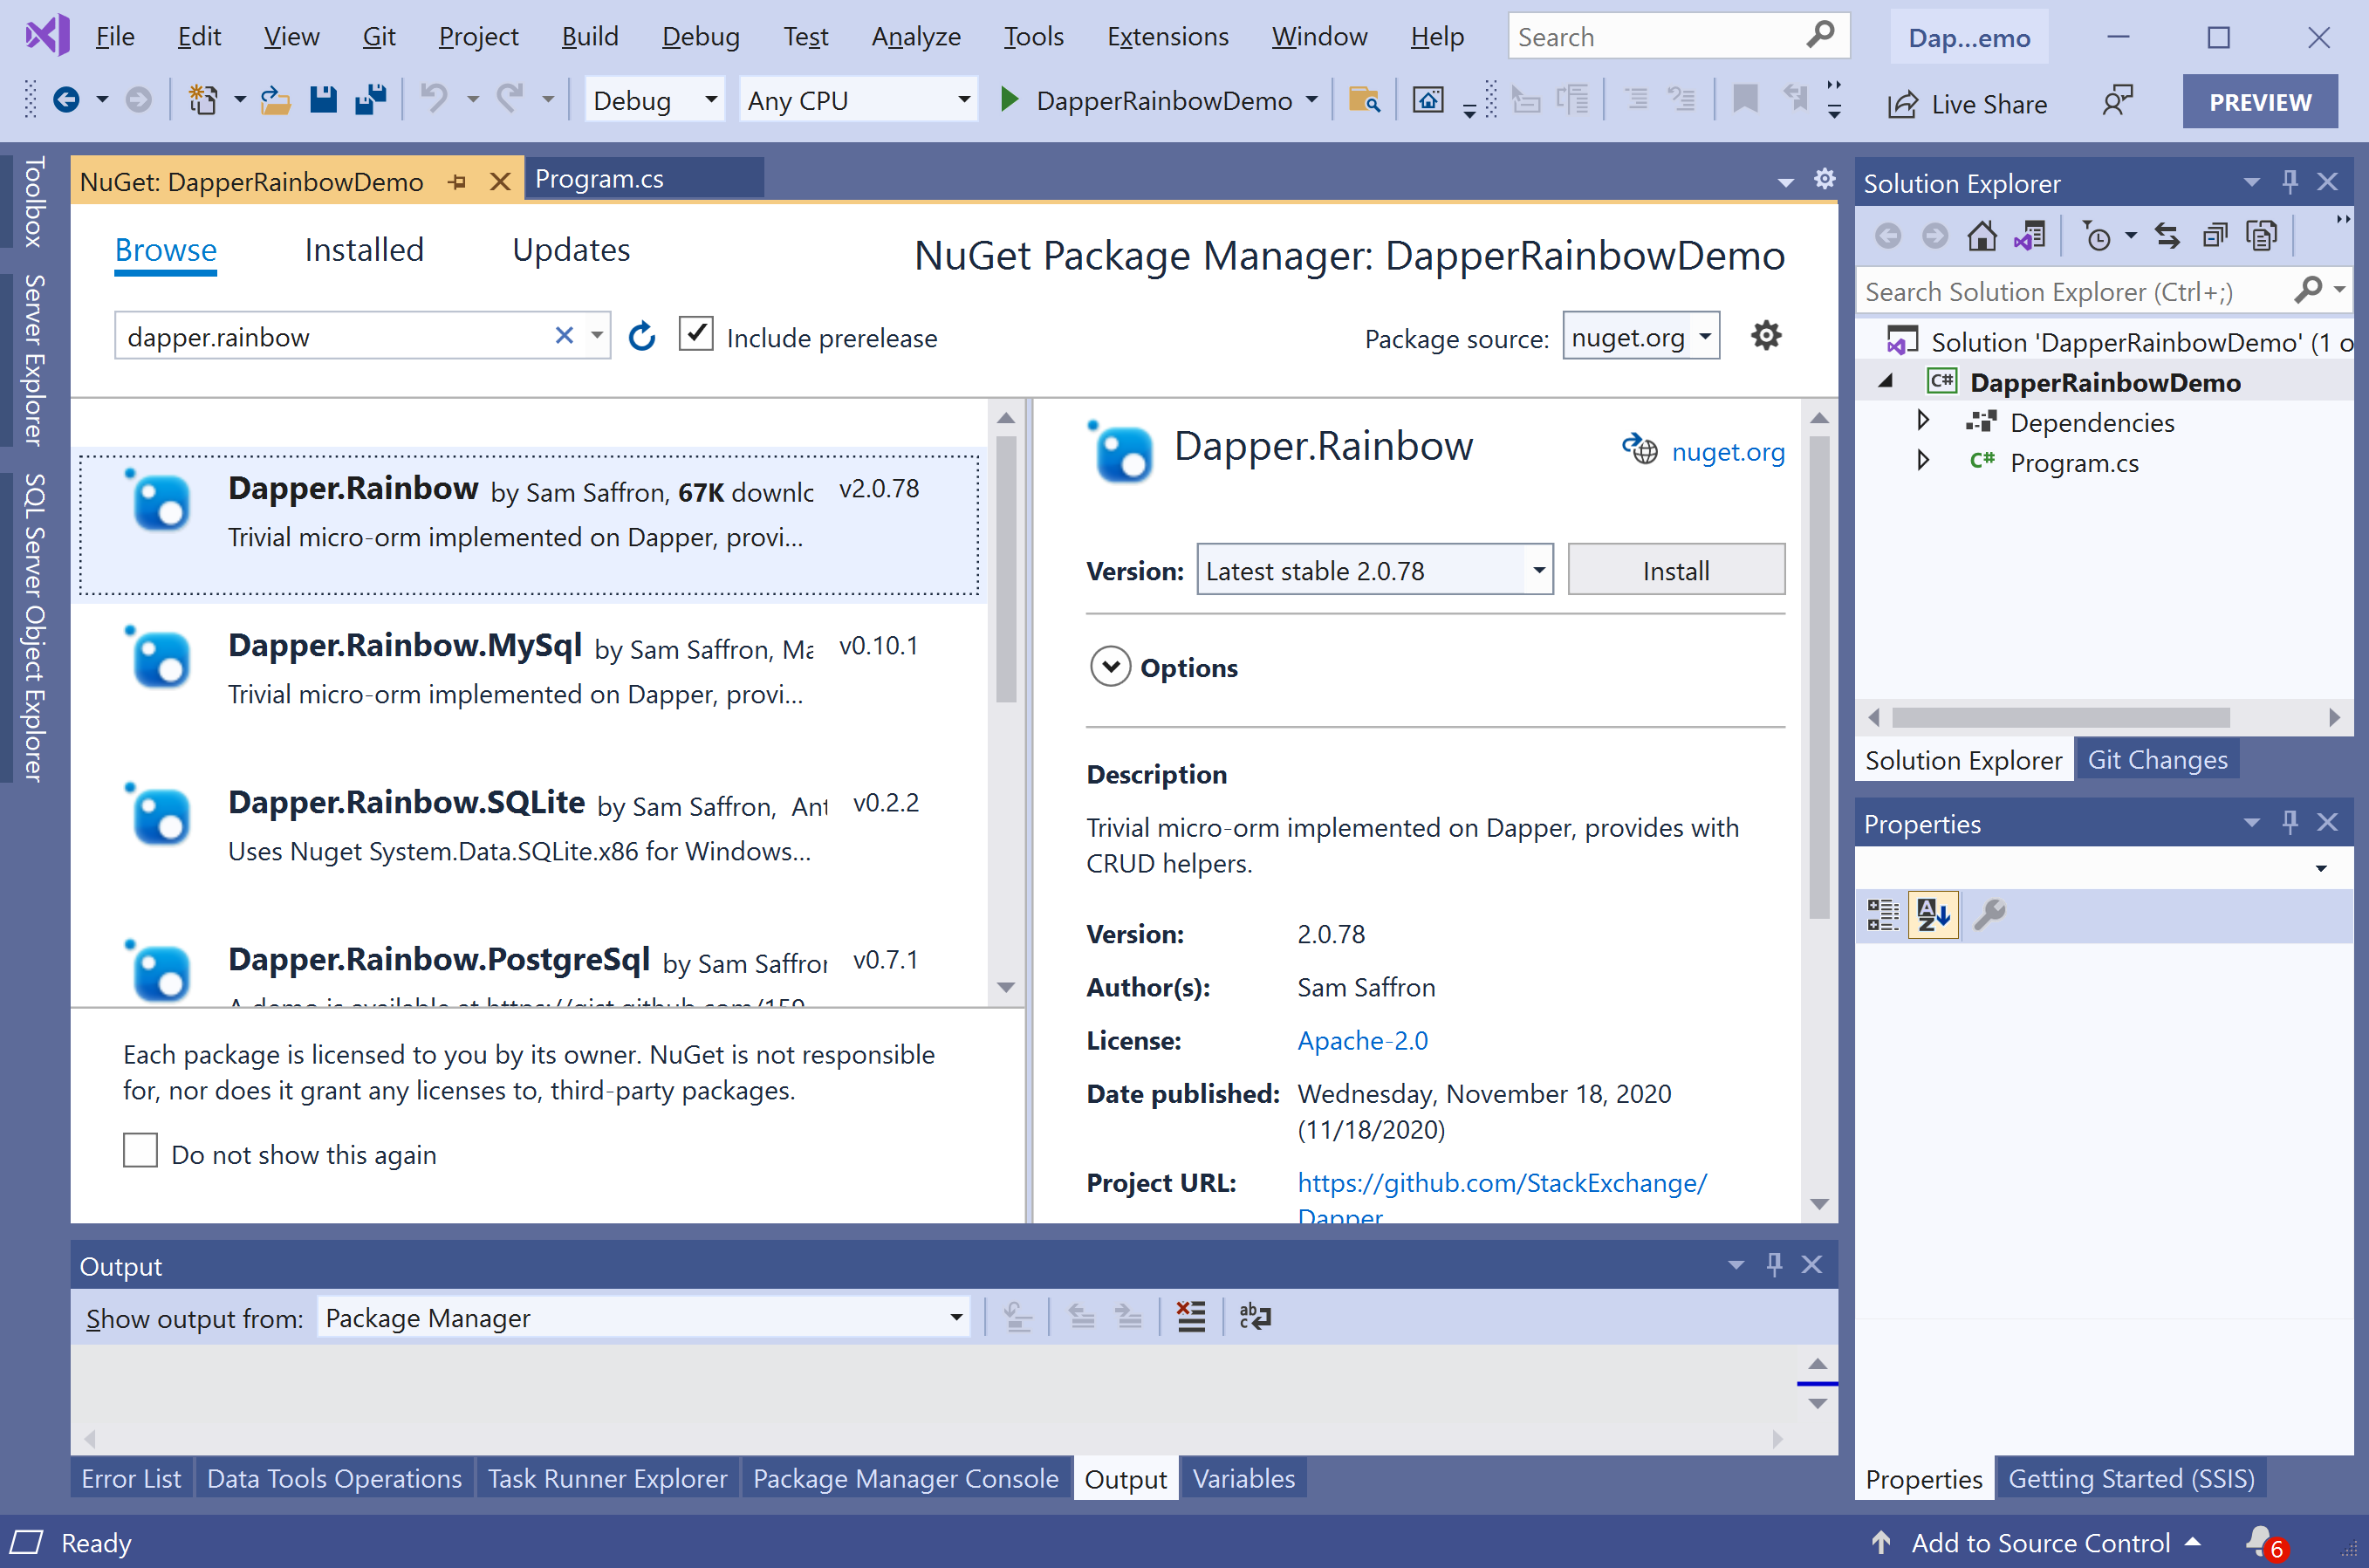 File Edit View Git Project Build Debug Test Analyze Tools Extensions Window Help Search Dap...emo
Debug Any CPU DapperRainbowDemo Live Share PREVIEW
Toolbox
Server Explorer
SQL Server Object Explorer
NuGet: DapperRainbowDemo Program.cs
Browse Installed Updates NuGet Package Manager: DapperRainbowDemo
dapper.rainbow Include prerelease Package source: nuget.org
Dapper.Rainbow by Sam Saffron, 67K downlo v2.0.78
Trivial micro-orm implemented on Dapper, provi...
Dapper.Rainbow.MySql by Sam Saffron, Ma v0.10.1
Trivial micro-orm implemented on Dapper, provi...
Dapper.Rainbow.SQLite by Sam Saffron, Ant v0.2.2
Uses Nuget System.Data.SQLite.x86 for Windows...
Dapper.Rainbow.PostgreSql by Sam Saffron v0.7.1
A demo is available at https://gist.github.com/159
Each package is licensed to you by its owner. NuGet is not responsible
for, nor does it grant any licenses to, third-party packages.
Do not show this again
Dapper.Rainbow nuget.org
Version: Latest stable 2.0.78 Install
Options
Description
Trivial micro-orm implemented on Dapper, provides with
CRUD helpers.
Version: 2.0.78
Author(s): Sam Saffron
License: Apache-2.0
Date published: Wednesday, November 18, 2020
(11/18/2020)
Project URL: https://github.com/StackExchange/
Dapper
Output
Show output from: Package Manager
Error List Data Tools Operations Task Runner Explorer Package Manager Console Output Variables
Solution Explorer
Search Solution Explorer (Ctrl+;)
Solution 'DapperRainbowDemo' (1 o
C# DapperRainbowDemo
Dependencies
C# Program.cs
Solution Explorer Git Changes
Properties
Properties Getting Started (SSIS)
Ready Add to Source Control 6